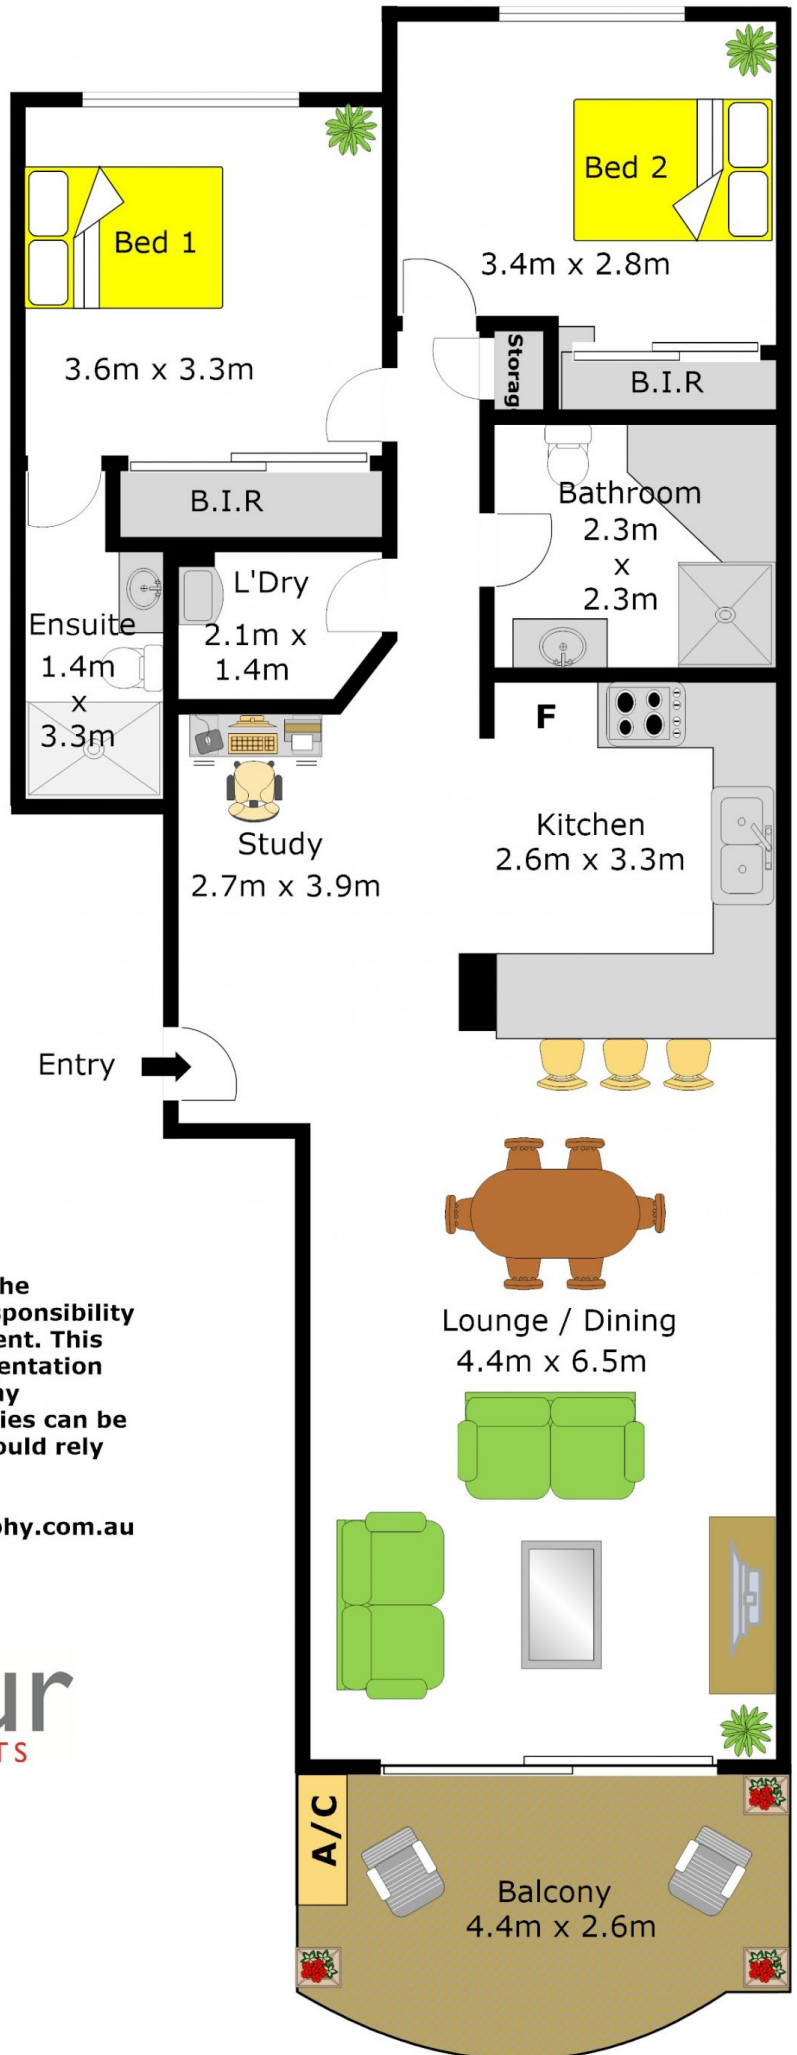 Bed 2
3.4m x 2.8m
Bed 1
3.6m x 3.3m
Storag
B.I.R
B.I.R
Bathroom
2.3m
x
2.3m
L'Dry
2.1m x
1.4m
Ensuite
1.4m
x
3.3m
F
Kitchen
2.6m x 3.3m
Study
2.7m x 3.9m
Entry
Lounge / Dining
4.4m x 6.5m
he
sponsibility
ent. This
entation
ny
ies can be
ould rely
phy.com.au
ur
TS
A/C
Balcony
4.4m x 2.6m